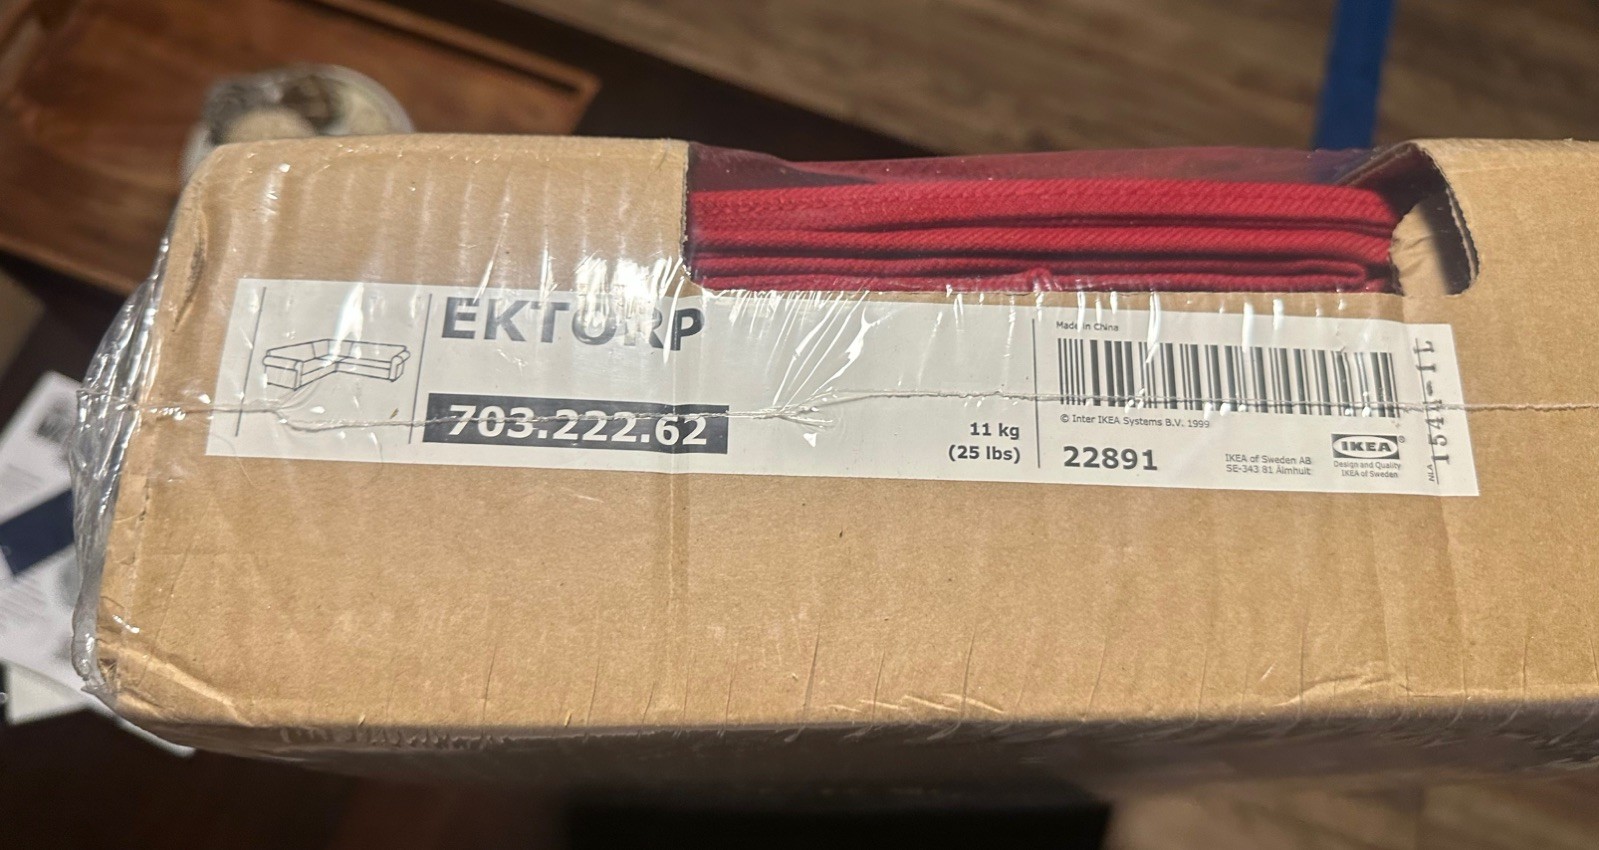 EKTORP
703.222.62
11 kg
(25 lbs)
Made in China
© Inter IKEA Systems B.V. 1999
22891
IKEA of Sweden AB
SE-343 81 Älmhult
IKEA®
Design and Quality
IKEA of Sweden
NLA